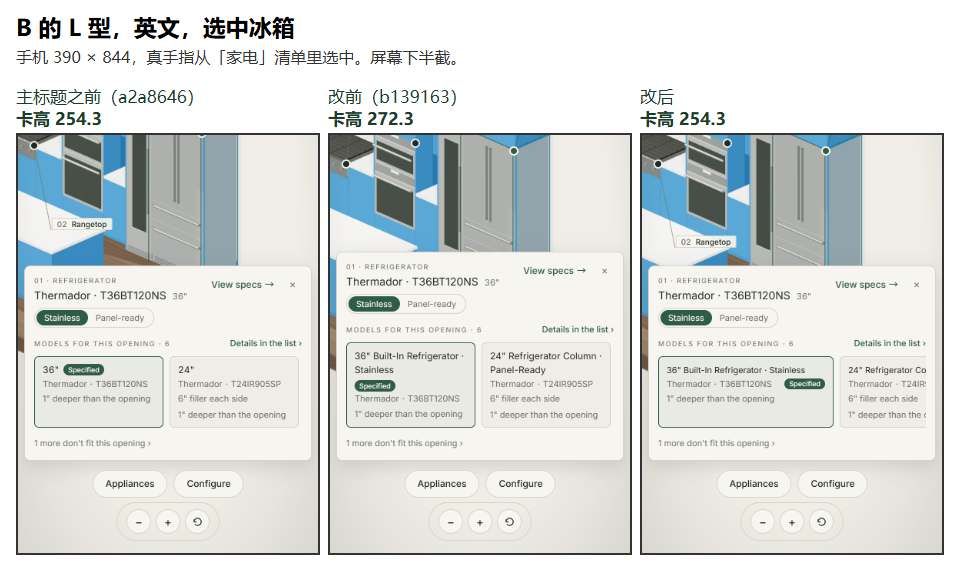 B 的 L 型，英文，选中冰箱
手机 390 × 844，真手指从「家电」清单里选中。屏幕下半截。
主标题之前（a2a8646）
卡高 254.3
02 Rangetop
01 · REFRIGERATOR
Thermador · T36BT120NS 36"
View specs → ×
Stainless Panel-ready
MODELS FOR THIS OPENING · 6 Details in the list ›
36" Specified
Thermador · T36BT120NS
1" deeper than the opening
24"
Thermador · T24IR905SP
6" filler each side
1" deeper than the opening
1 more don't fit this opening ›
Appliances Configure
− +
改前（b139163）
卡高 272.3
01 · REFRIGERATOR
Thermador · T36BT120NS 36"
View specs → ×
Stainless Panel-ready
MODELS FOR THIS OPENING · 6 Details in the list ›
36" Built-In Refrigerator ·
Stainless
Specified
Thermador · T36BT120NS
1" deeper than the opening
24" Refrigerator Column ·
Panel-Ready
Thermador · T24IR905SP
6" filler each side
1" deeper than the opening
1 more don't fit this opening ›
Appliances Configure
− +
改后
卡高 254.3
02 Rangetop
01 · REFRIGERATOR
Thermador · T36BT120NS 36"
View specs → ×
Stainless Panel-ready
MODELS FOR THIS OPENING · 6 Details in the list ›
36" Built-In Refrigerator · Stainless
Thermador · T36BT120NS Specified
1" deeper than the opening
24" Refrigerator Co
Thermador · T24IR905SP
6" filler each side
1" deeper than the o
1 more don't fit this opening ›
Appliances Configure
− +